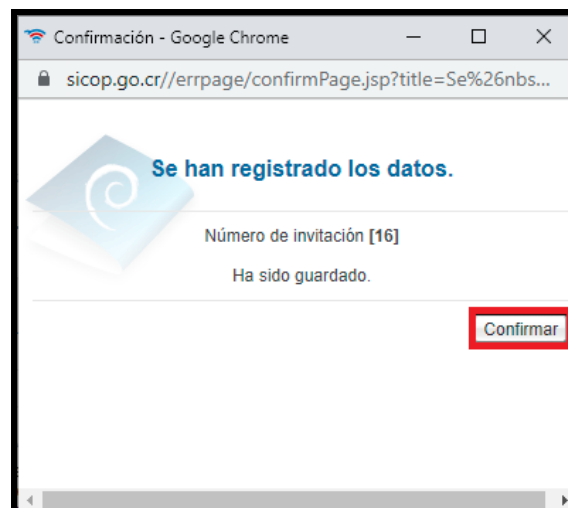 Confirmación - Google Chrome
sicop.go.cr//errpage/confirmPage.jsp?title=Se%26nbs...
Se han registrado los datos.
Número de invitación [16]
Ha sido guardado.
Confirmar